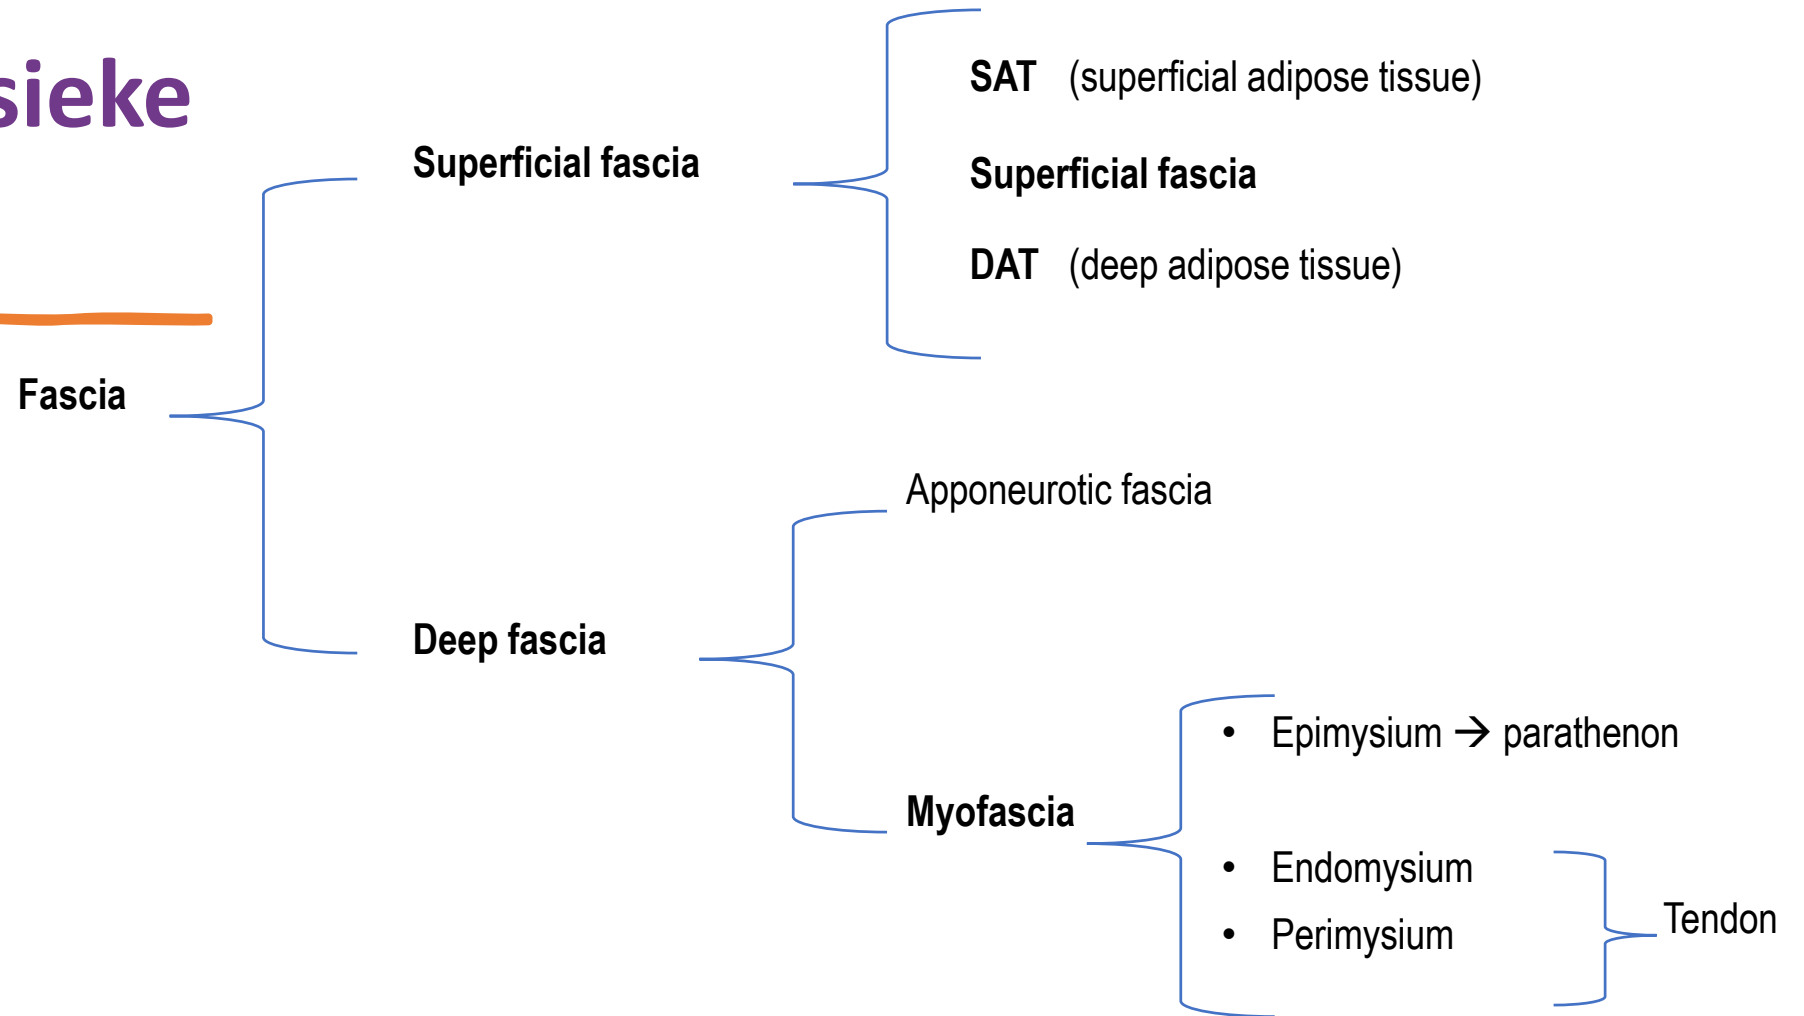 sieke
SAT (superficial adipose tissue)
Superficial fascia
Superficial fascia
DAT (deep adipose tissue)
Fascia
Apponeurotic fascia
Deep fascia
• Epimysium → parathenon
Myofascia
• Endomysium
• Perimysium
Tendon